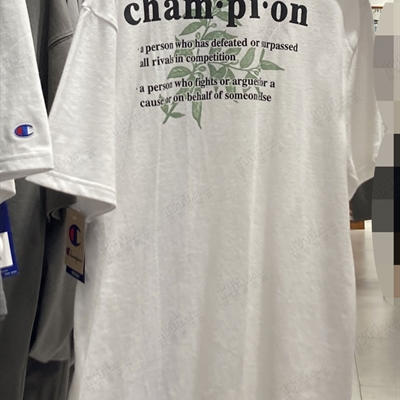 cham·pi·on
· a person who has defeated or surpassed
all rivals in competition
· a person who fights or argues for a
cause or on behalf of someone else
Champion